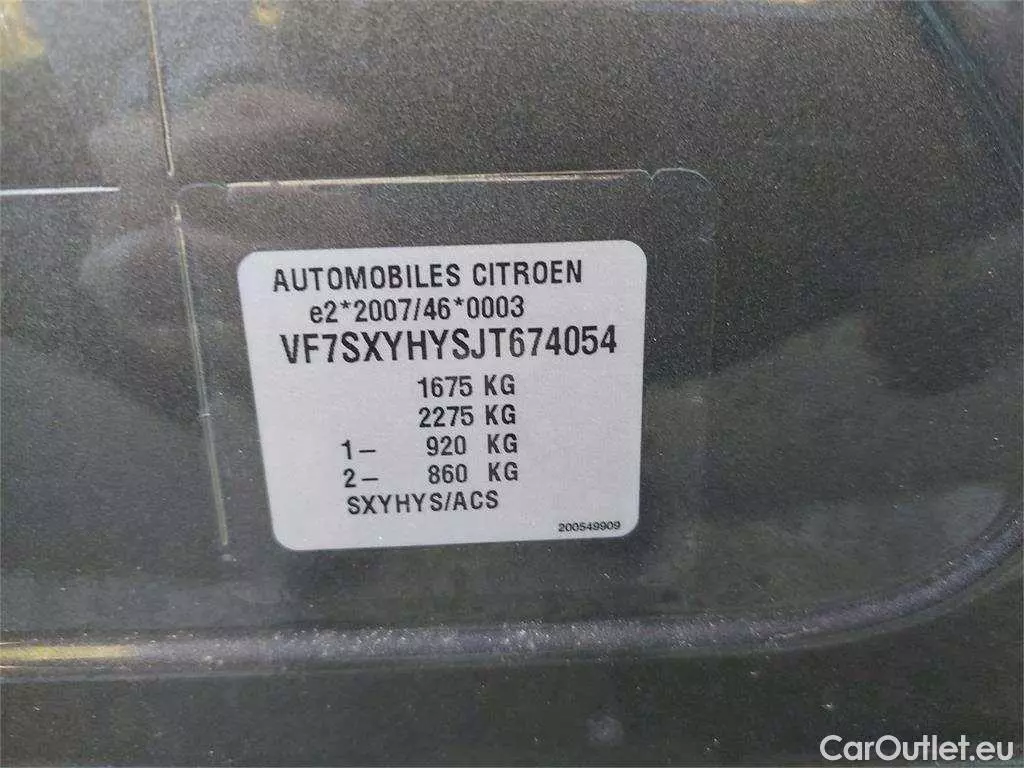 AUTOMOBILES CITROEN
e2*2007/46*0003
VF7SXYHYSJT674054
1675 KG
2275 KG
1– 920 KG
2– 860 KG
SXYHYS/ACS
200549909
CarOutlet.eu